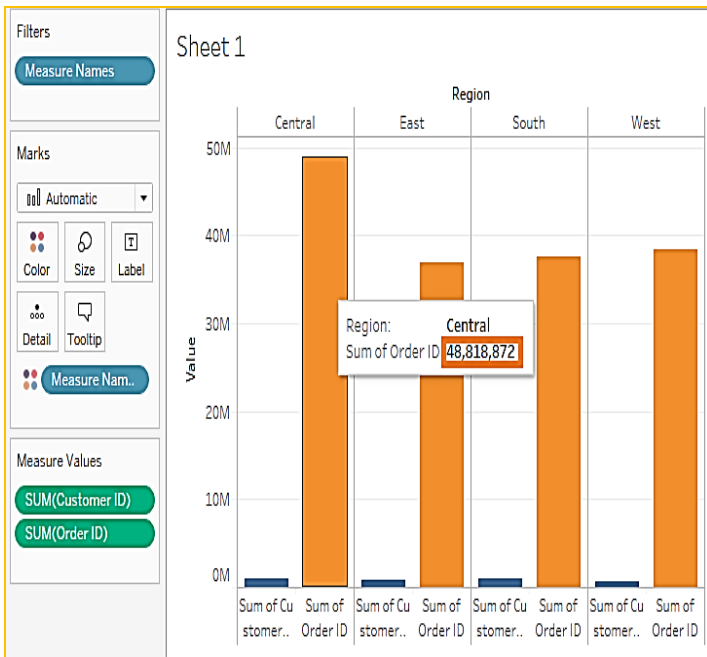 Filters
Measure Names
Marks
Automatic
Color
Size
Label
Detail
Tooltip
Measure Nam..
Measure Values
SUM(Customer ID)
SUM(Order ID)
Sheet 1
Region
Central East South West
Value
50M
40M
30M
20M
10M
0M
Region: Central
Sum of Order ID 48,818,872
Sum of Cu Sum of Sum of Cu Sum of Sum of Cu Sum of Sum of Cu Sum of
stomer.. Order ID stomer.. Order ID stomer.. Order ID stomer.. Order ID